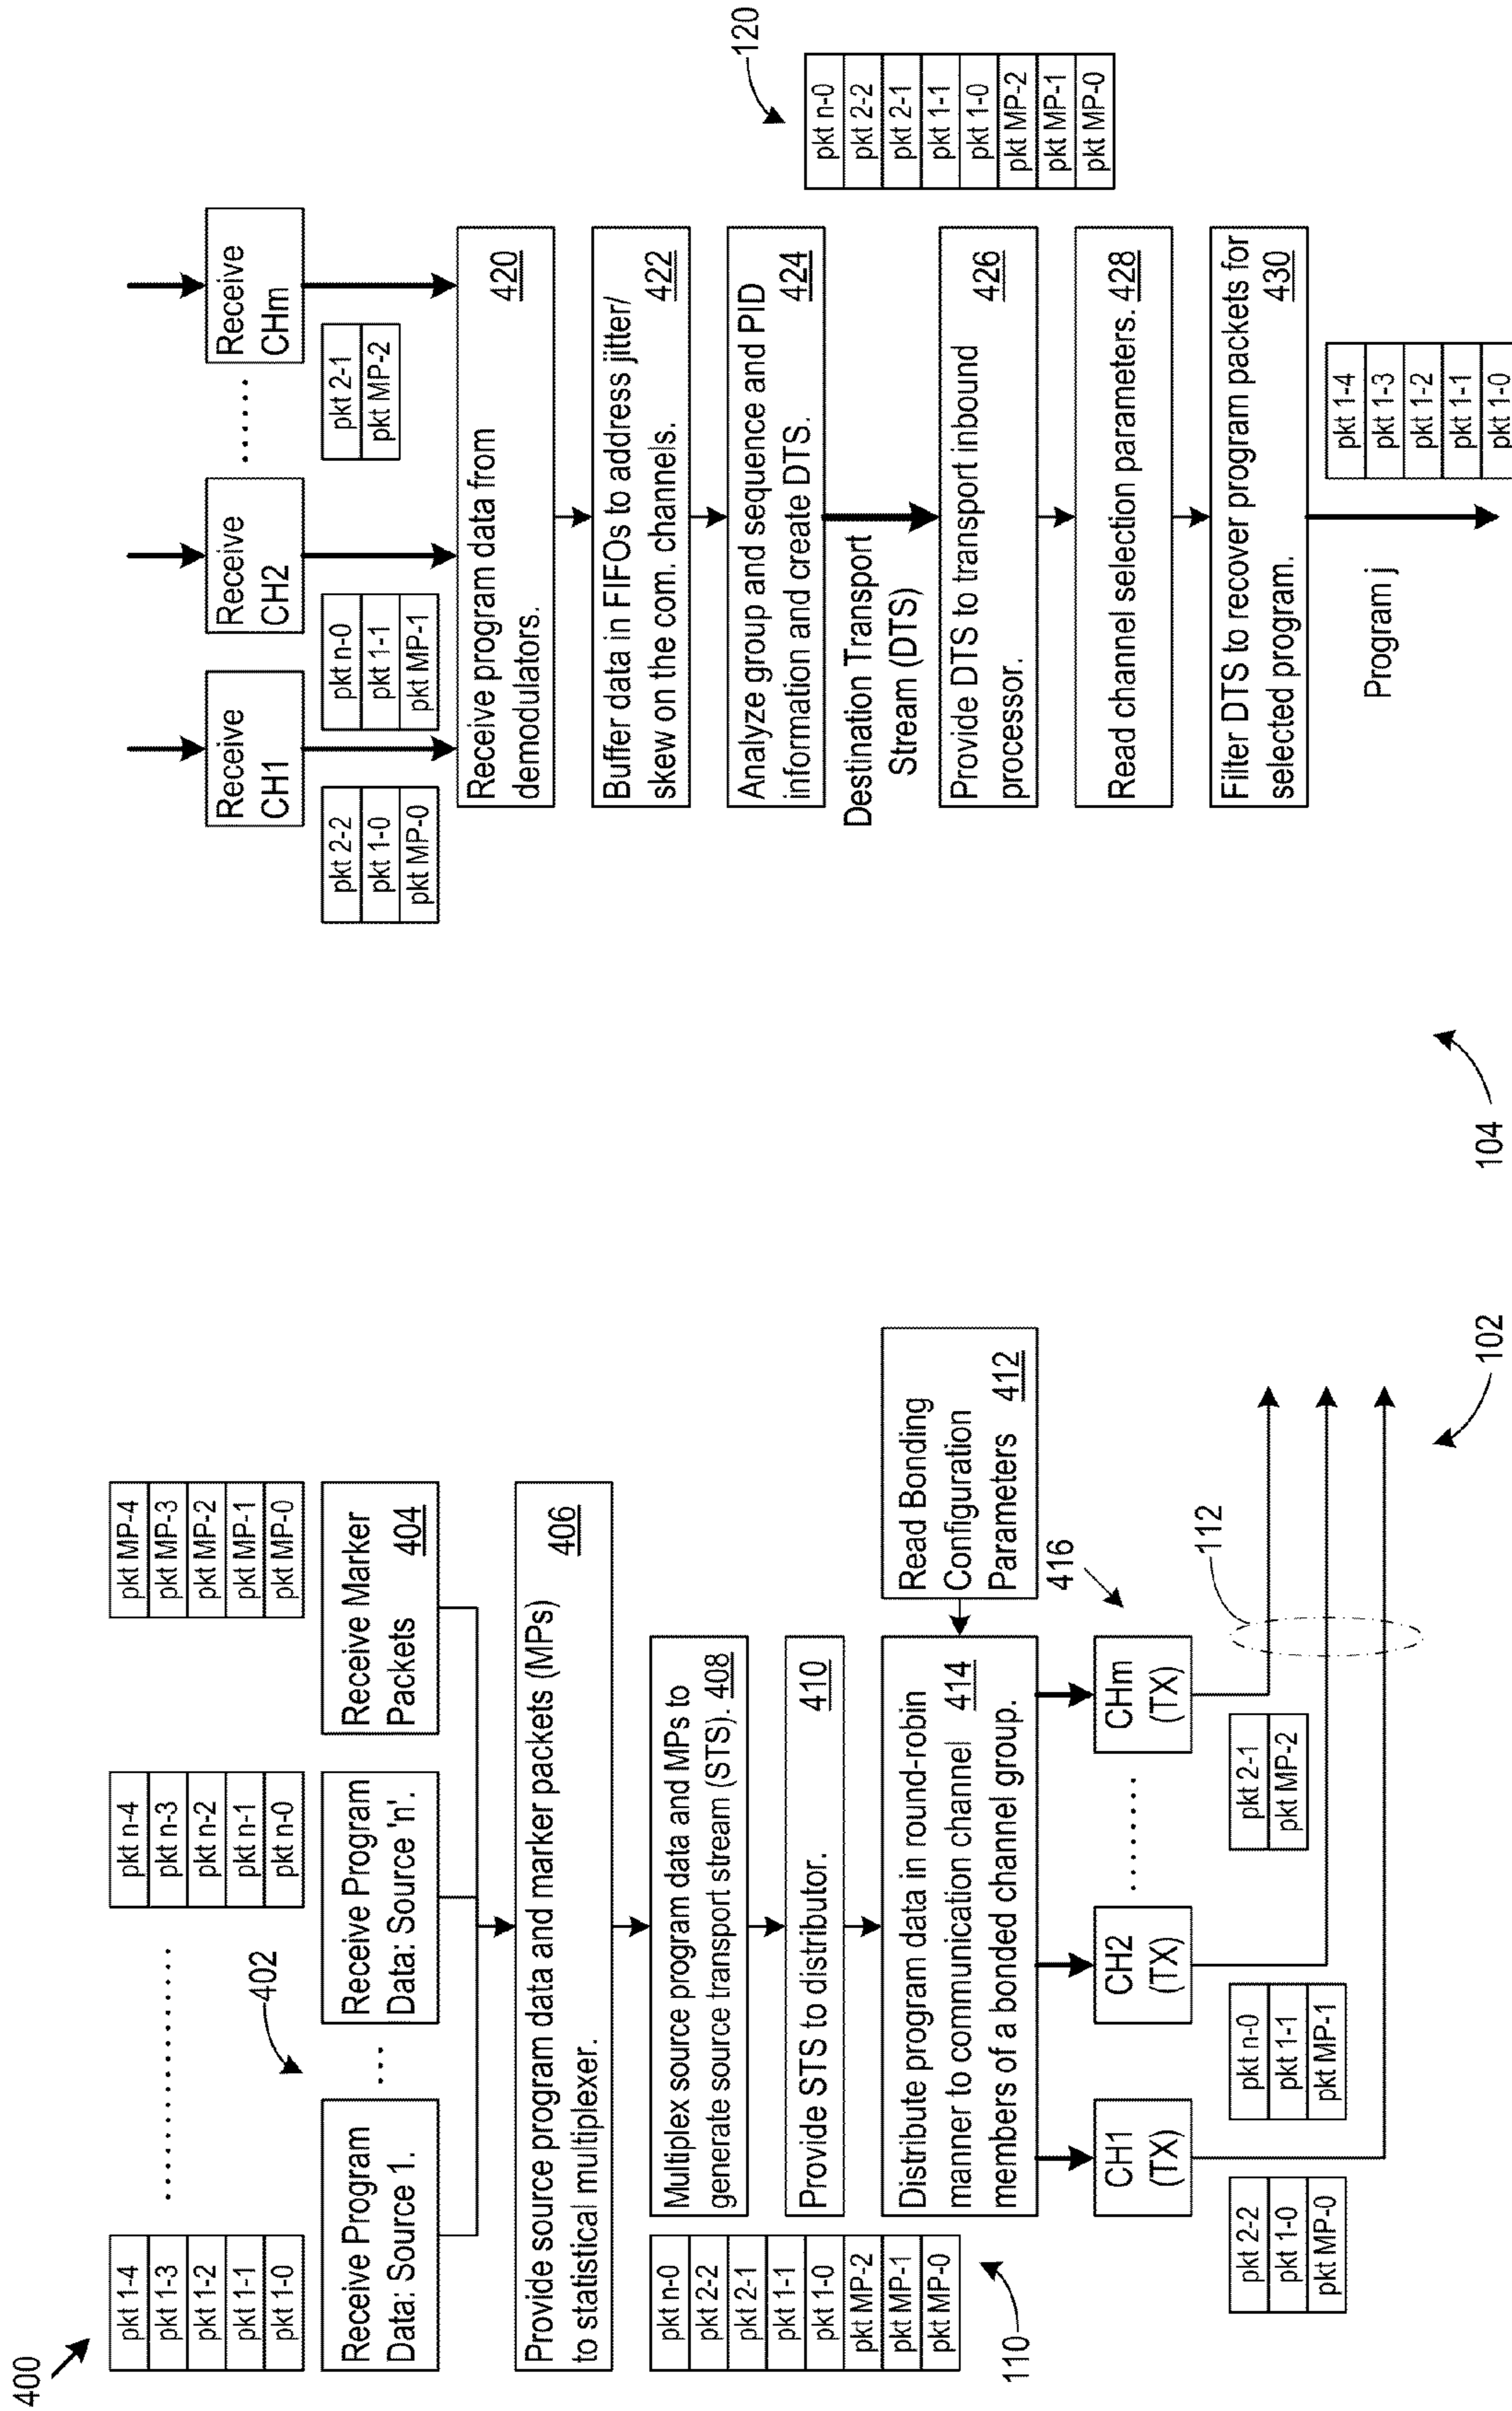 400
pkt 1-4
pkt 1-3
pkt 1-2
pkt 1-1
pkt 1-0
pkt n-4
pkt n-3
pkt n-2
pkt n-1
pkt n-0
pkt MP-4
pkt MP-3
pkt MP-2
pkt MP-1
pkt MP-0
402
Receive Program
Data: Source 1.
Receive Program
Data: Source 'n'.
Receive Marker
Packets 404
Provide source program data and marker packets (MPs)
to statistical multiplexer. 406
Multiplex source program data and MPs to
generate source transport stream (STS). 408
pkt n-0
pkt 2-2
pkt 2-1
pkt 1-1
pkt 1-0
pkt MP-2
pkt MP-1
pkt MP-0
110
Provide STS to distributor. 410
Read Bonding
Configuration
Parameters 412
Distribute program data in round-robin
manner to communication channel 414
members of a bonded channel group.
416
CH1
(TX)
CH2
(TX)
CHm
(TX)
pkt 2-2
pkt 1-0
pkt MP-0
pkt n-0
pkt 1-1
pkt MP-1
pkt 2-1
pkt MP-2
112
102
Receive
CH1
Receive
CH2
Receive
CHm
pkt 2-2
pkt 1-0
pkt MP-0
pkt n-0
pkt 1-1
pkt MP-1
pkt 2-1
pkt MP-2
Receive program data from
demodulators. 420
Buffer data in FIFOs to address jitter/
skew on the com. channels. 422
Analyze group and sequence and PID
information and create DTS. 424
Destination Transport
Stream (DTS)
120
pkt n-0
pkt 2-2
pkt 2-1
pkt 1-1
pkt 1-0
pkt MP-2
pkt MP-1
pkt MP-0
Provide DTS to transport inbound
processor. 426
Read channel selection parameters. 428
Filter DTS to recover program packets for
selected program. 430
Program j
pkt 1-4
pkt 1-3
pkt 1-2
pkt 1-1
pkt 1-0
104